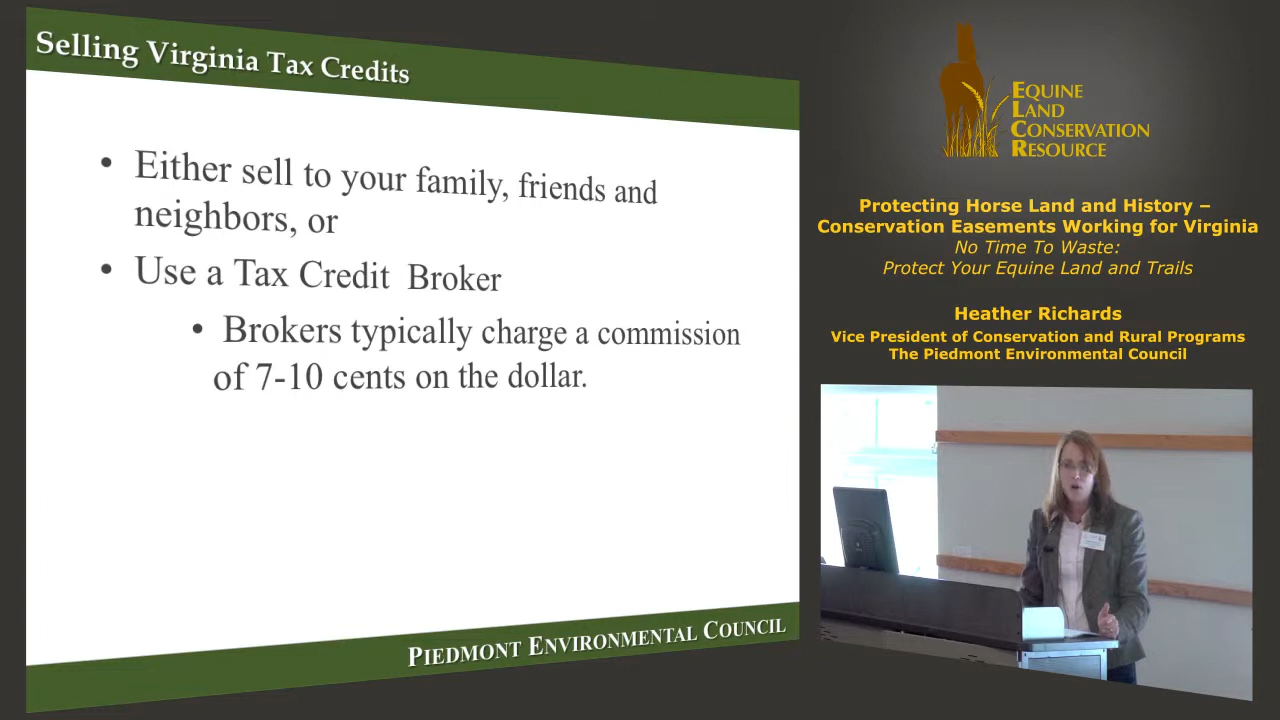 Selling Virginia Tax Credits
• Either sell to your family, friends and
neighbors, or
• Use a Tax Credit Broker
• Brokers typically charge a commission
of 7-10 cents on the dollar.
PIEDMONT ENVIRONMENTAL COUNCIL
EQUINE
LAND
CONSERVATION
RESOURCE
Protecting Horse Land and History –
Conservation Easements Working for Virginia
No Time To Waste:
Protect Your Equine Land and Trails
Heather Richards
Vice President of Conservation and Rural Programs
The Piedmont Environmental Council